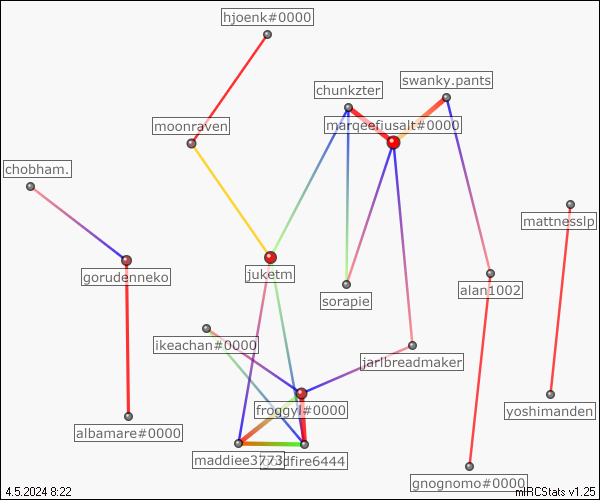 hjoenk#0000
swanky.pants
chunkzter
marqeefiusalt#0000
moonraven
chobham.
mattnesslp
gorudenneko
juketm
alan1002
sorapie
ikeachan#0000
jarlbreadmaker
froggyl#0000
yoshimanden
albamare#0000
maddiee3773
dfire6444
gnognomo#0000
4.5.2024 8:22
mIRCStats v1.25